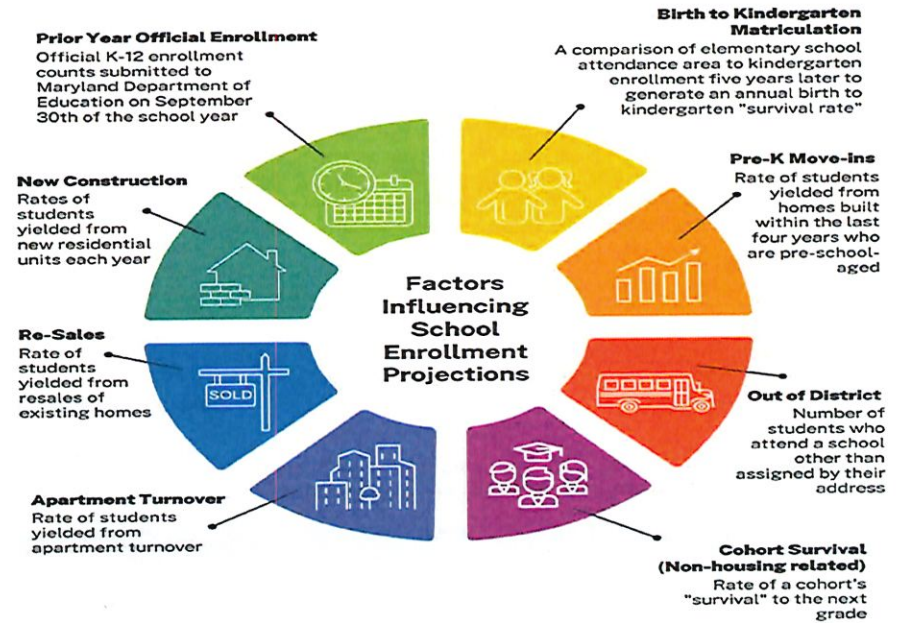 Prior Year Official Enrollment
Official K-12 enrollment
counts submitted to
Maryland Department of
Education on September
30th of the school year
Birth to Kindergarten
Matriculation
A comparison of elementary school
attendance area to kindergarten
enrollment five years later to
generate an annual birth to
kindergarten "survival rate"
New Construction
Rates of
students
yielded from
new residential
units each year
Pre-K Move-ins
Rate of students
yielded from
homes built
within the last
four years who
are pre-school-
aged
Factors
Influencing
School
Enrollment
Projections
Re-Sales
Rate of
students
yielded from
resales of
existing homes
SOLD
Out of District
Number of
students who
attend a school
other than
assigned by their
address
Apartment Turnover
Rate of students
yielded from
apartment turnover
Cohort Survival
(Non-housing related)
Rate of a cohort's
"survival" to the next
grade